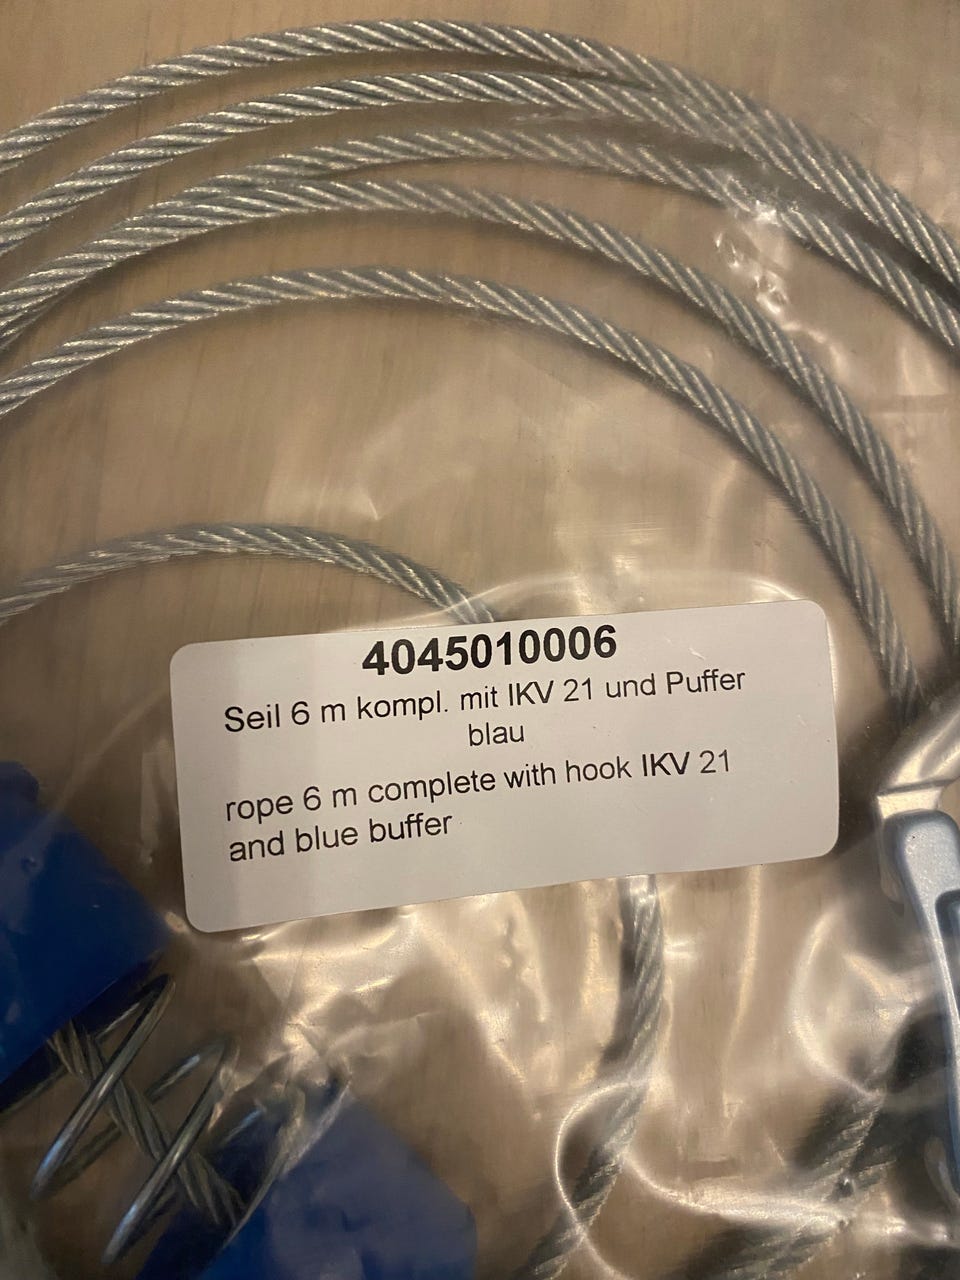 4045010006
Seil 6 m kompl. mit IKV 21 und Puffer
blau
rope 6 m complete with hook IKV 21
and blue buffer